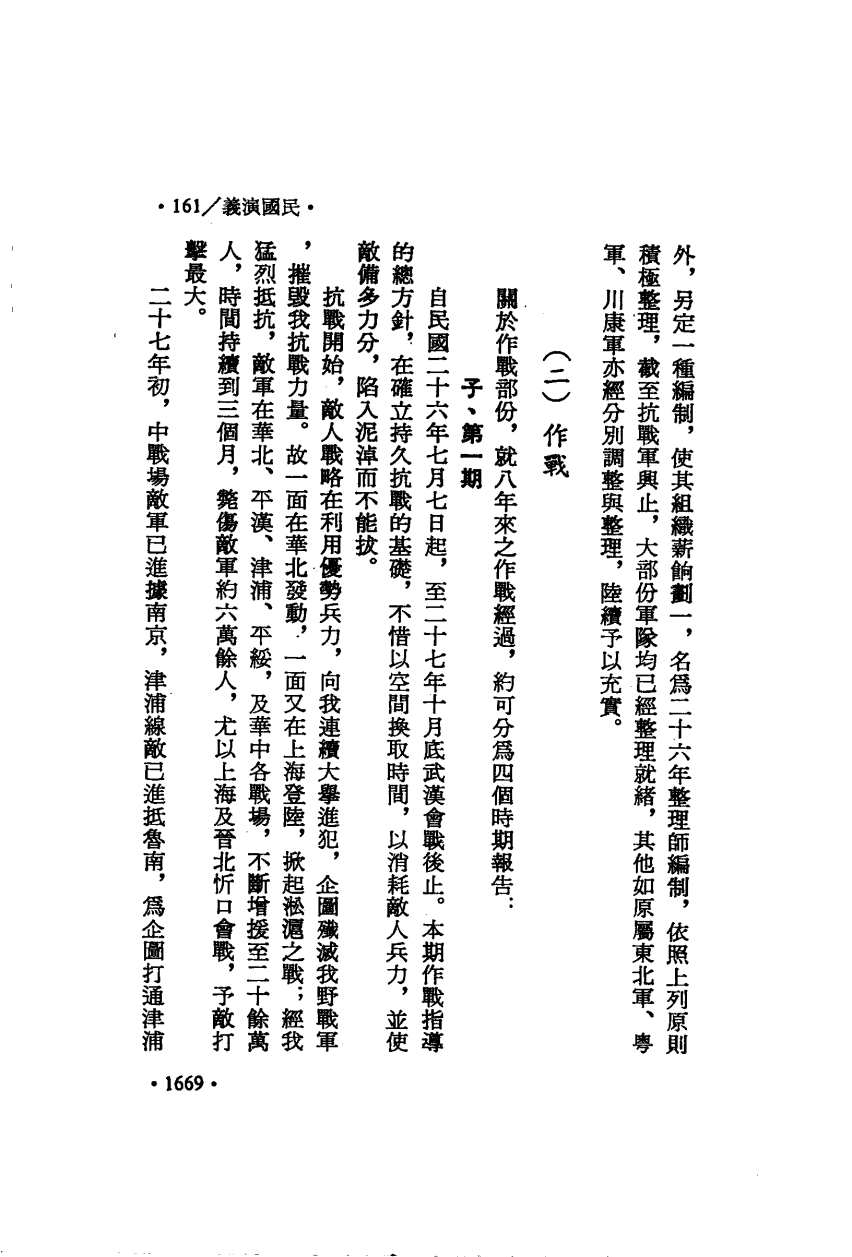 •161/義演國民•
外，另定一種編制，使其組織薪餉劃一，名爲二十六年整理師編制，依照上列原則
積極整理，截至抗戰軍興止，大部份軍隊均已經整理就緒，其他如原屬東北軍、粵
軍、川康軍亦經分別調整與整理，陸續予以充實。
（二）作戰
關於作戰部份，就八年來之作戰經過，約可分爲四個時期報告：
子、第一期
自民國二十六年七月七日起，至二十七年十月底武漢會戰後止。本期作戰指導
的總方針，在確立持久抗戰的基礎，不惜以空間換取時間，以消耗敵人兵力，並使
敵備多力分，陷入泥淖而不能拔。
抗戰開始，敵人戰略在利用優勢兵力，向我連續大舉進犯，企圖殲滅我野戰軍
，摧毀我抗戰力量。故一面在華北發動，一面又在上海登陸，掀起淞滬之戰；經我
猛烈抵抗，敵軍在華北、平漢、津浦、平綏，及華中各戰場，不斷增援至二十餘萬
人，時間持續到三個月，斃傷敵軍約六萬餘人，尤以上海及晉北忻口會戰，予敵打
擊最大。
二十七年初，中戰場敵軍已進據南京，津浦線敵已進抵魯南，爲企圖打通津浦
•1669•